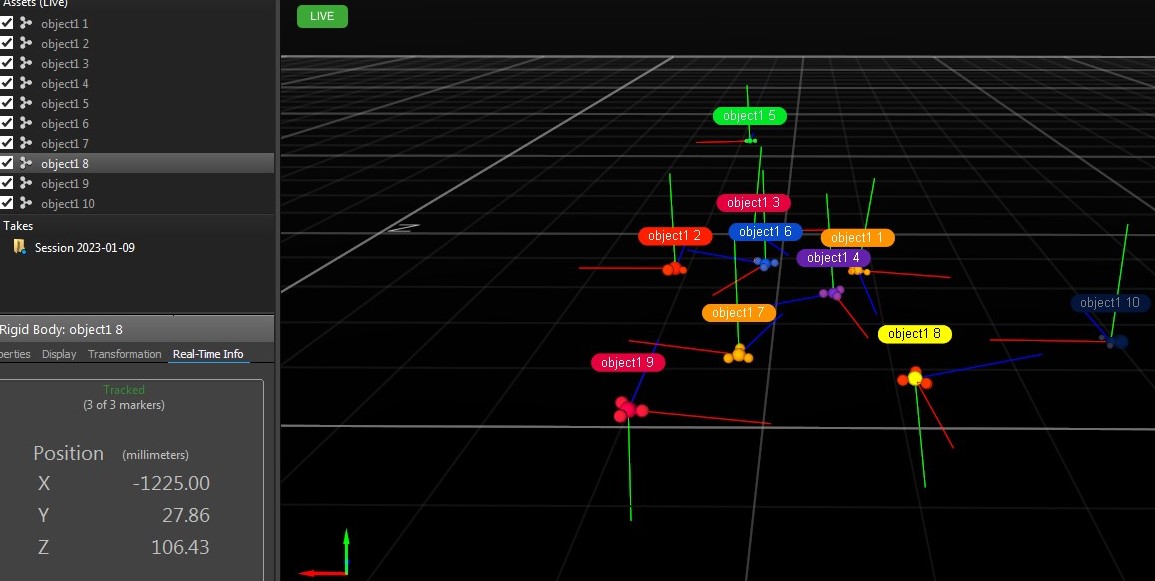 Assets (Live)
object1 1
object1 2
object1 3
object1 4
object1 5
object1 6
object1 7
object1 8
object1 9
object1 10
Takes
Session 2023-01-09
Rigid Body: object1 8
perties Display Transformation Real-Time Info
Tracked
(3 of 3 markers)
Position (millimeters)
X -1225.00
Y 27.86
Z 106.43
LIVE
object1 5
object1 3
object1 2
object1 6
object1 1
object1 4
object1 10
object1 7
object1 8
object1 9